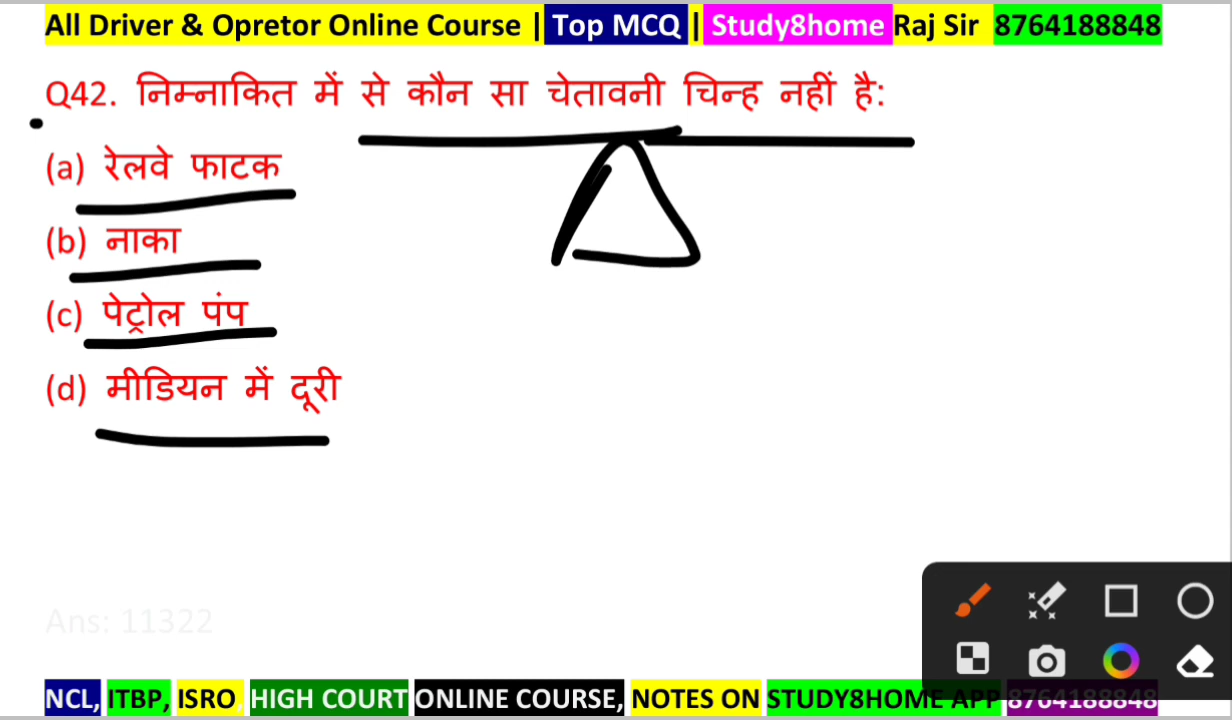 All Driver & Opretor Online Course | Top MCQ | Study8home Raj Sir 8764188848
Q42. निम्नाकित में से कौन सा चेतावनी चिन्ह नहीं है:
(a) रेलवे फाटक
(b) नाका
(c) पेट्रोल पंप
(d) मीडियन में दूरी
Ans: 11322
NCL, ITBP, ISRO, HIGH COURT ONLINE COURSE, NOTES ON STUDY8HOME APP 8764188848